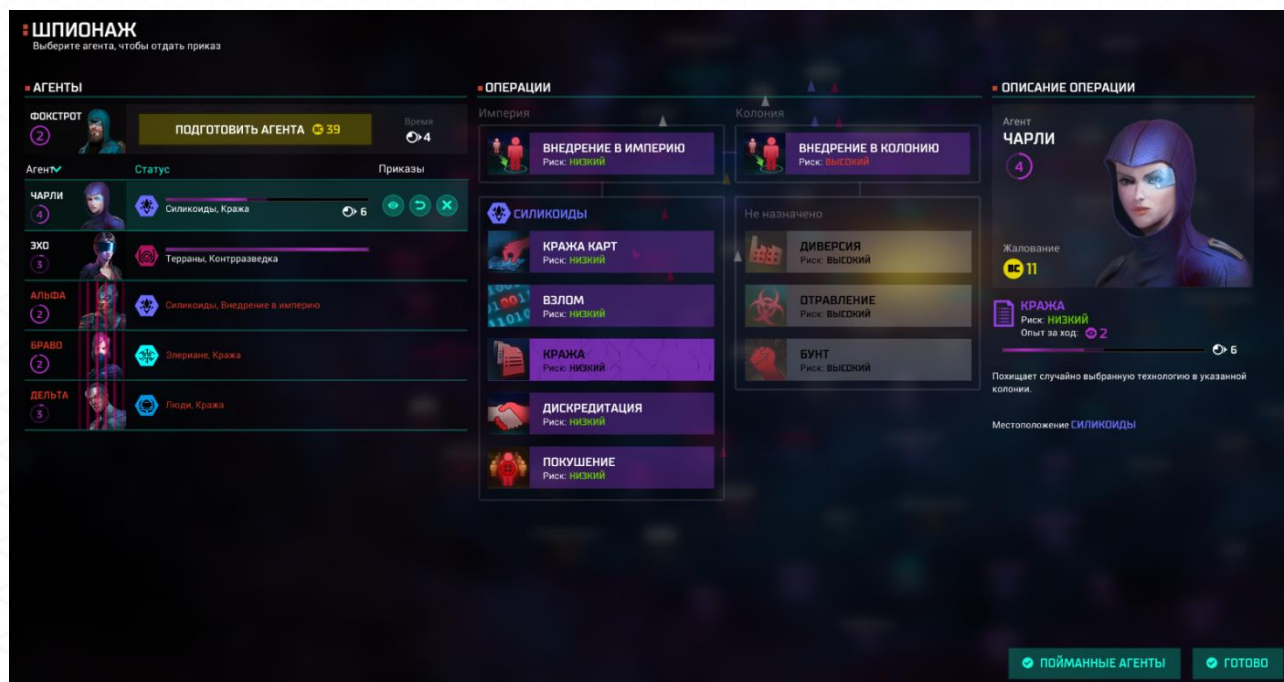 ШПИОНАЖ
Выберите агента, чтобы отдать приказ
АГЕНТЫ
ФОКСТРОТ
2
ПОДГОТОВИТЬ АГЕНТА BC 39
Время
4
Агент
Статус
Приказы
ЧАРЛИ
4
Силикоиды, Кража
6
ЭХО
3
Терраны, Контрразведка
АЛЬФА
2
Силикоиды, Внедрение в империю
БРАВО
2
Элериане, Кража
ДЕЛЬТА
3
Люди, Кража
ОПЕРАЦИИ
Империя
ВНЕДРЕНИЕ В ИМПЕРИЮ
Риск: НИЗКИЙ
СИЛИКОИДЫ
КРАЖА КАРТ
Риск: НИЗКИЙ
ВЗЛОМ
Риск: НИЗКИЙ
КРАЖА
Риск: НИЗКИЙ
ДИСКРЕДИТАЦИЯ
Риск: НИЗКИЙ
ПОКУШЕНИЕ
Риск: НИЗКИЙ
Колония
ВНЕДРЕНИЕ В КОЛОНИЮ
Риск: ВЫСОКИЙ
Не назначено
ДИВЕРСИЯ
Риск: ВЫСОКИЙ
ОТРАВЛЕНИЕ
Риск: ВЫСОКИЙ
БУНТ
Риск: ВЫСОКИЙ
ОПИСАНИЕ ОПЕРАЦИИ
Агент
ЧАРЛИ
4
Жалование
BC 11
КРАЖА
Риск: НИЗКИЙ
Опыт за ход: 2
6
Похищает случайно выбранную технологию в указанной
колонии.
Местоположение СИЛИКОИДЫ
ПОЙМАННЫЕ АГЕНТЫ
ГОТОВО